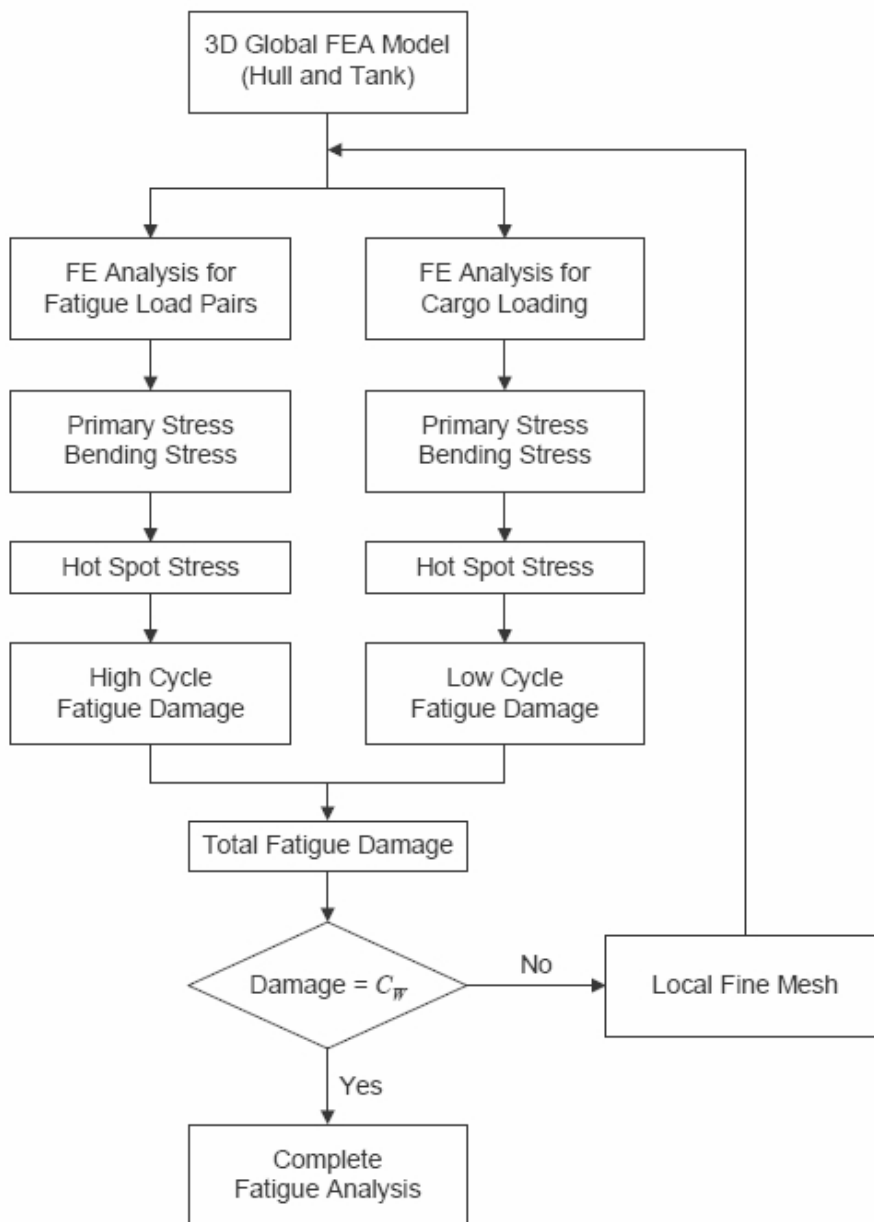 3D Global FEA Model
(Hull and Tank)
FE Analysis for
Fatigue Load Pairs
FE Analysis for
Cargo Loading
Primary Stress
Bending Stress
Primary Stress
Bending Stress
Hot Spot Stress
Hot Spot Stress
High Cycle
Fatigue Damage
Low Cycle
Fatigue Damage
Total Fatigue Damage
Damage = C_W
No
Local Fine Mesh
Yes
Complete
Fatigue Analysis